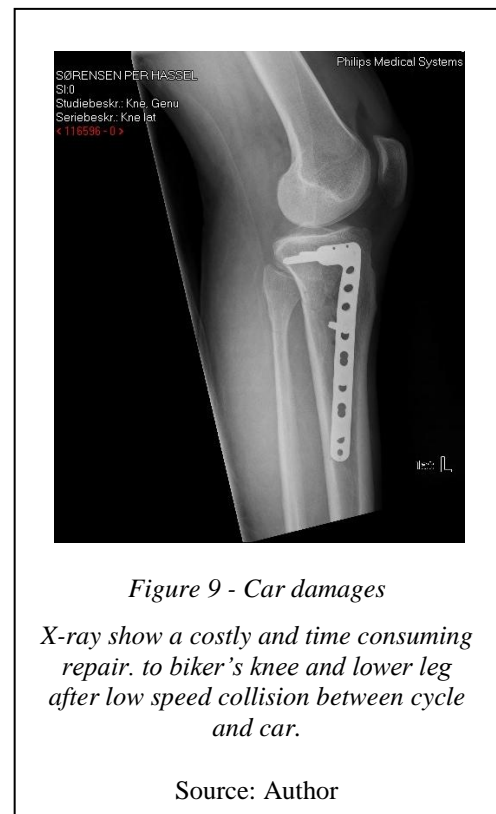 Philips Medical Systems
SØRENSEN PER HASSEL
SI:0
Studiebeskr.: Kne, Genu
Seriebeskr.: Kne lat
< 116596 - 0 >
L
Figure 9 - Car damages
X-ray show a costly and time consuming
repair. to biker's knee and lower leg
after low speed collision between cycle
and car.
Source: Author